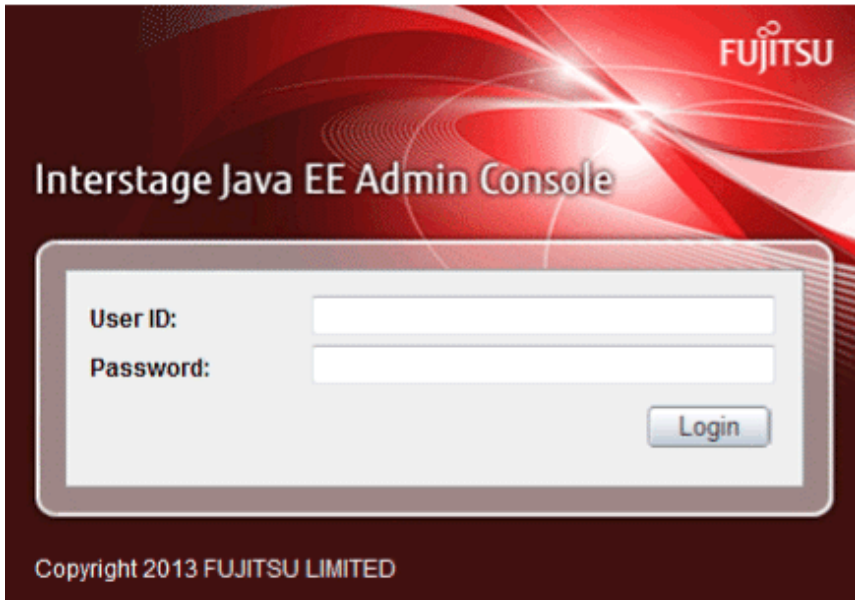 FUJITSU
Interstage Java EE Admin Console
User ID:
Password:
Login
Copyright 2013 FUJITSU LIMITED